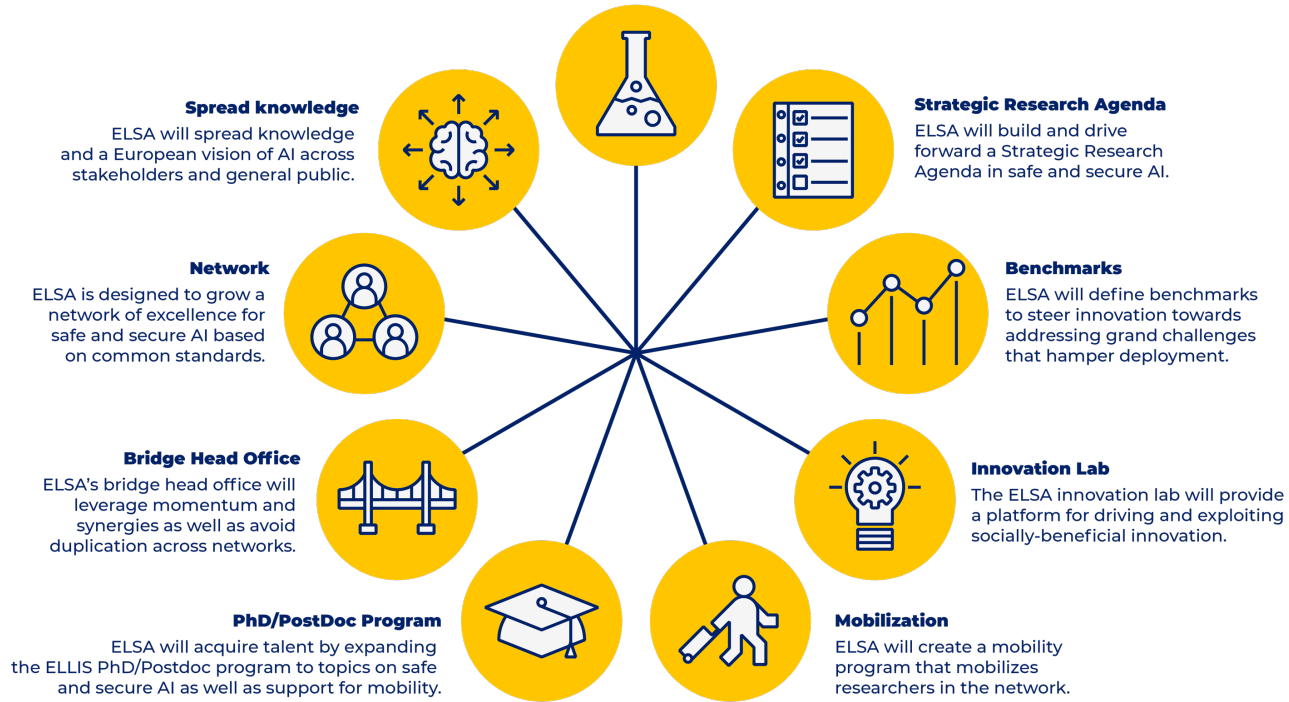 Spread knowledge
ELSA will spread knowledge
and a European vision of AI across
stakeholders and general public.
Strategic Research Agenda
ELSA will build and drive
forward a Strategic Research
Agenda in safe and secure AI.
Network
ELSA is designed to grow a
network of excellence for
safe and secure AI based
on common standards.
Benchmarks
ELSA will define benchmarks
to steer innovation towards
addressing grand challenges
that hamper deployment.
Bridge Head Office
ELSA’s bridge head office will
leverage momentum and
synergies as well as avoid
duplication across networks.
Innovation Lab
The ELSA innovation lab will provide
a platform for driving and exploiting
socially-beneficial innovation.
PhD/PostDoc Program
ELSA will acquire talent by expanding
the ELLIS PhD/Postdoc program to topics on safe
and secure AI as well as support for mobility.
Mobilization
ELSA will create a mobility
program that mobilizes
researchers in the network.